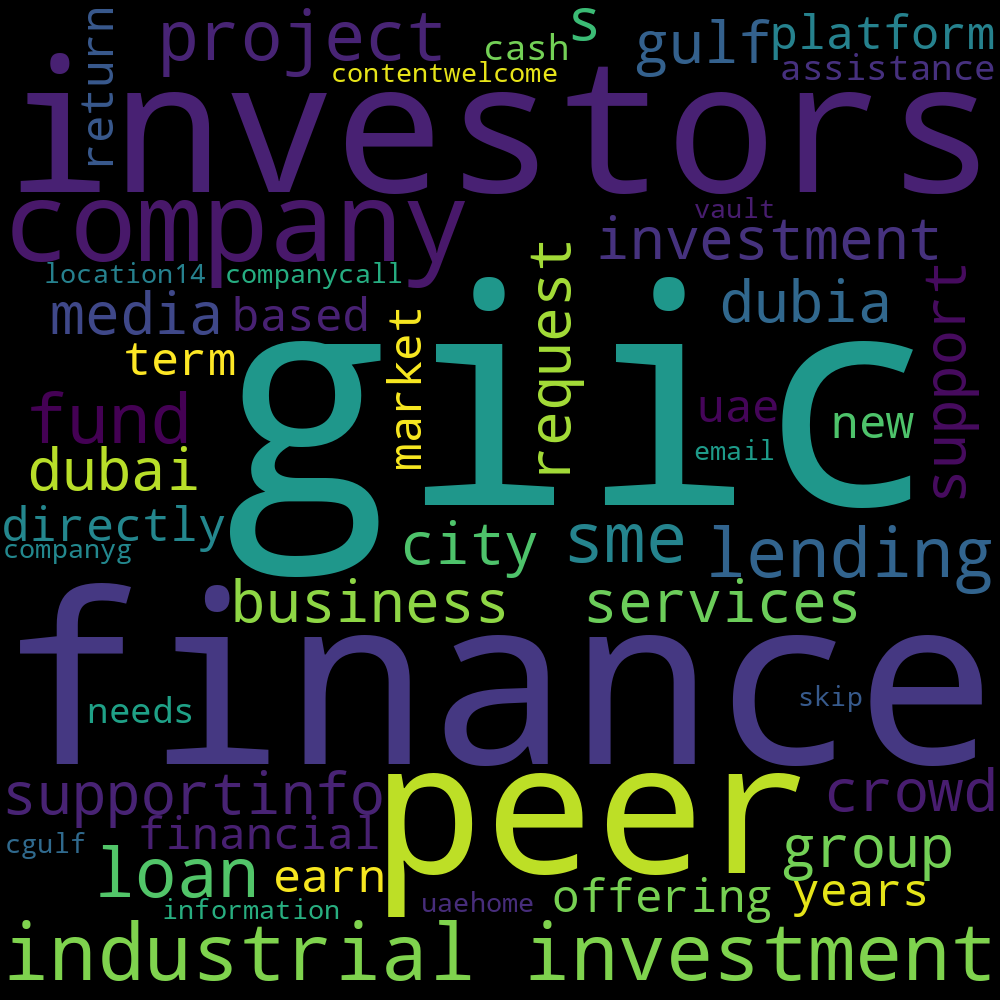 project
cash
s
gulf
platform
contentwelcome
assistance
return
investors
company
vault
investment
location14
companycall
media
based
request
dubia
support
term
market
giic
fund
uae
new
dubai
email
directly
city
sme
lending
companyg
business
services
finance
needs
skip
supportinfo
peer
crowd
cgulf
financial
group
loan
earn
offering
years
information
uaehome
industrial investment